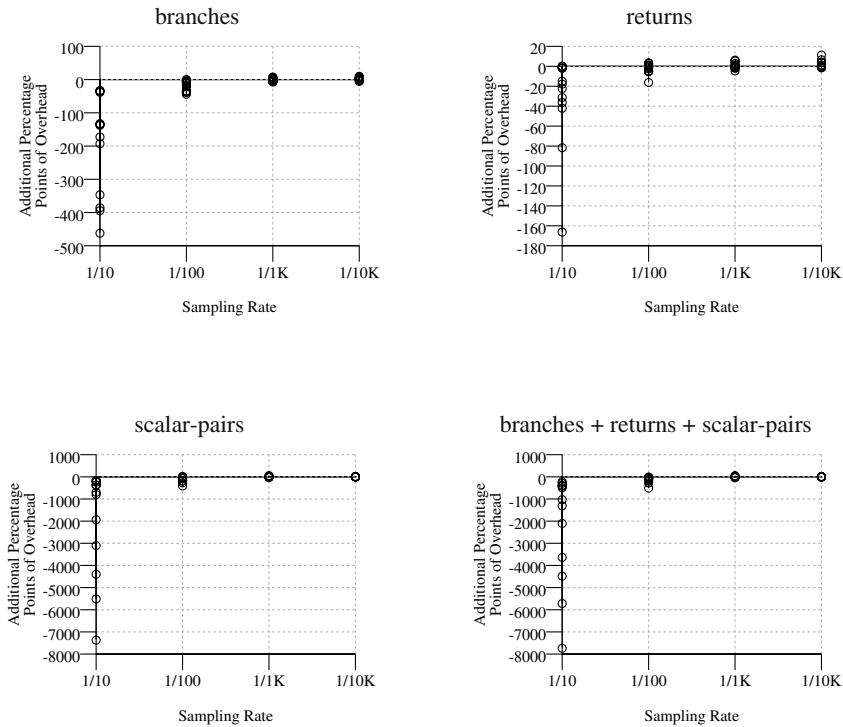 branches
Additional Percentage
Points of Overhead
100
0
-100
-200
-300
-400
-500
1/10 1/100 1/1K 1/10K
Sampling Rate
returns
Additional Percentage
Points of Overhead
20
0
-20
-40
-60
-80
-100
-120
-140
-160
-180
1/10 1/100 1/1K 1/10K
Sampling Rate
scalar-pairs
Additional Percentage
Points of Overhead
1000
0
-1000
-2000
-3000
-4000
-5000
-6000
-7000
-8000
1/10 1/100 1/1K 1/10K
Sampling Rate
branches + returns + scalar-pairs
Additional Percentage
Points of Overhead
1000
0
-1000
-2000
-3000
-4000
-5000
-6000
-7000
-8000
1/10 1/100 1/1K 1/10K
Sampling Rate